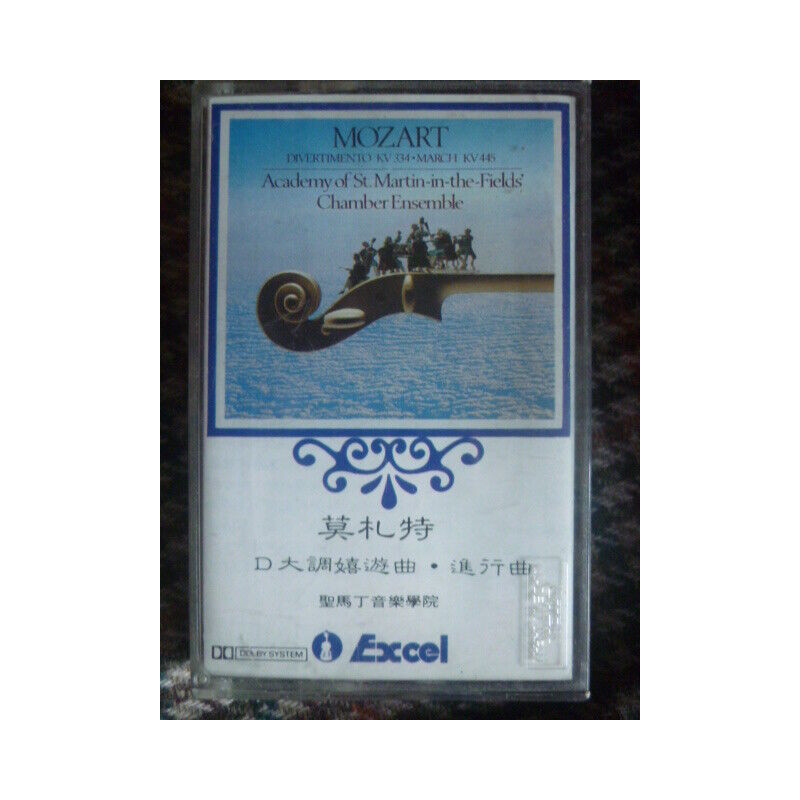 MOZART
DIVERTIMENTO KV 334 • MARCH KV 445
Academy of St. Martin-in-the-Fields'
Chamber Ensemble
莫札特
D大調嬉遊曲・進行曲
聖馬丁音樂學院
DOLBY SYSTEM
Excel